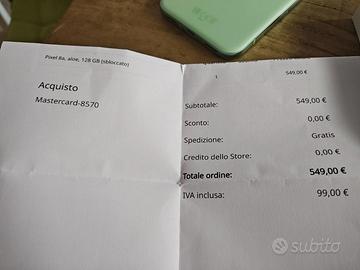 Pixel 8a, aloe, 128 GB (sbloccato) 1 549,00 €
Acquisto
Mastercard-8570
Subtotale: 549,00 €
Sconto: 0,00 €
Spedizione: Gratis
Credito dello Store: 0,00 €
Totale ordine: 549,00 €
IVA inclusa: 99,00 €
subito